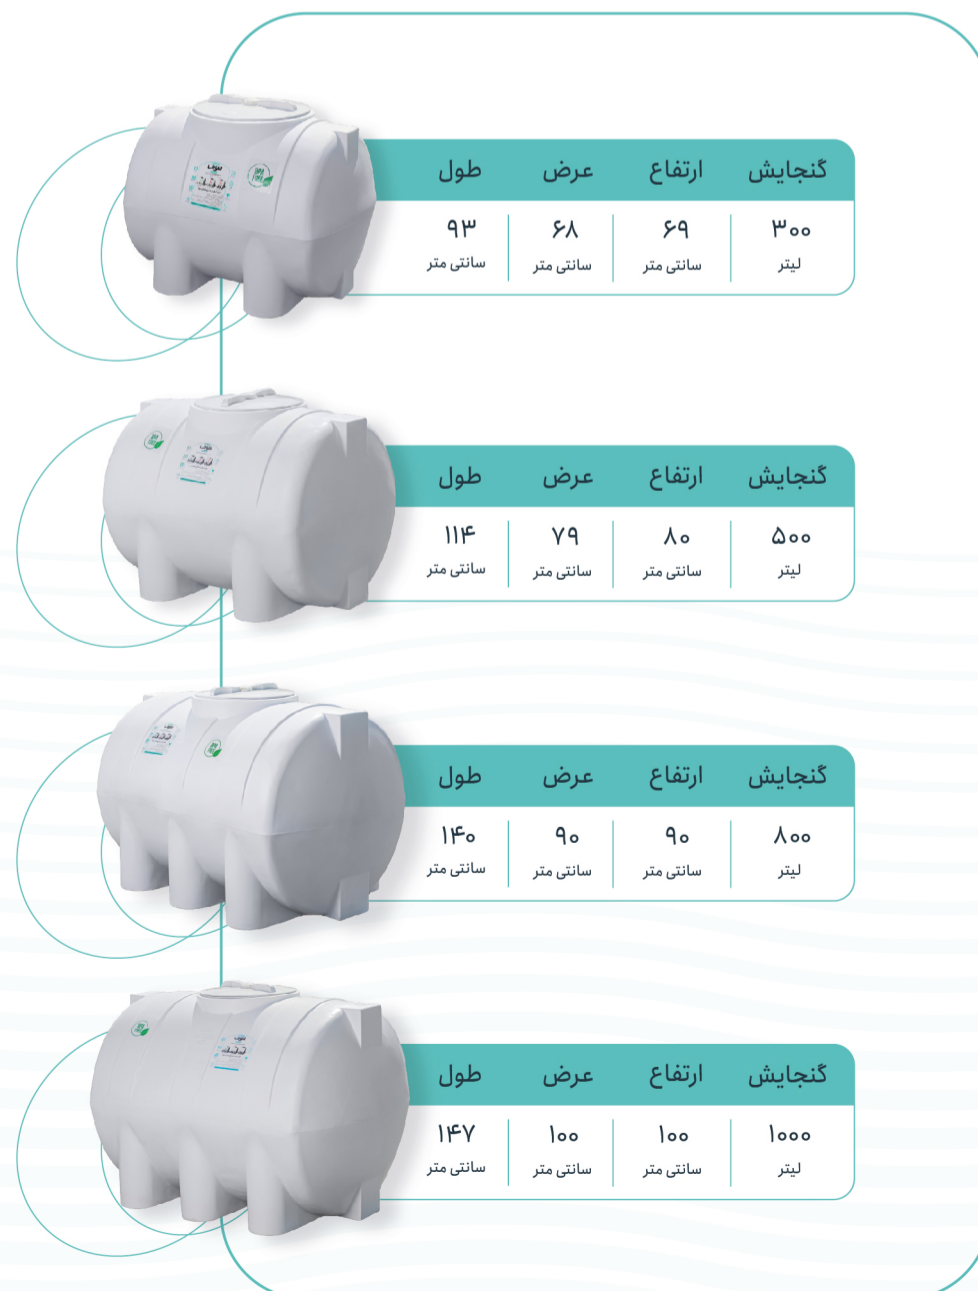 گنجایش ارتفاع عرض طول
۳۰۰ ۶۹ ۶۸ ۹۳
لیتر سانتی متر سانتی متر سانتی متر
گنجایش ارتفاع عرض طول
۵۰۰ ۸۰ ۷۹ ۱۱۴
لیتر سانتی متر سانتی متر سانتی متر
گنجایش ارتفاع عرض طول
۸۰۰ ۹۰ ۹۰ ۱۴۰
لیتر سانتی متر سانتی متر سانتی متر
گنجایش ارتفاع عرض طول
۱۰۰۰ ۱۰۰ ۱۰۰ ۱۴۷
لیتر سانتی متر سانتی متر سانتی متر